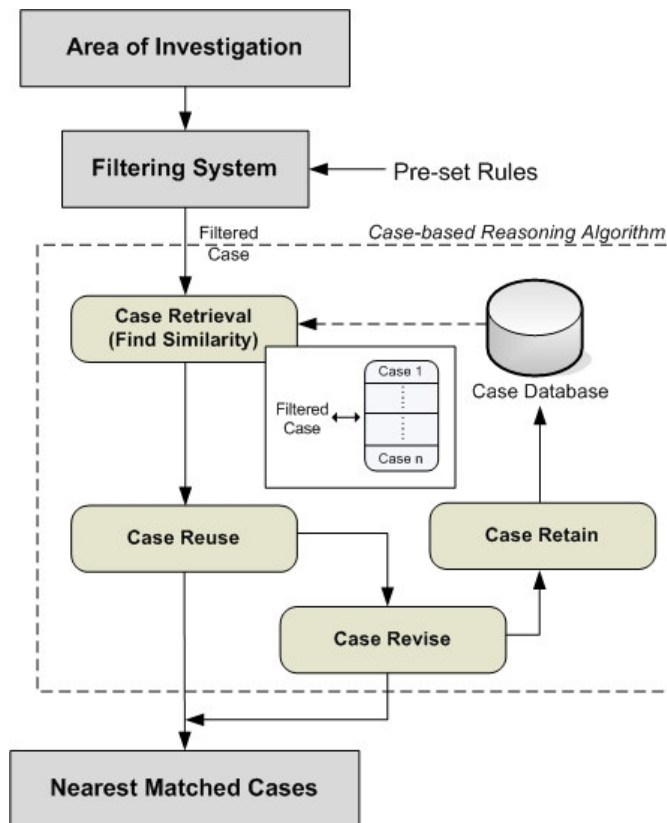 Area of Investigation
Filtering System
Pre-set Rules
Filtered
Case
Case-based Reasoning Algorithm
Case Retrieval
(Find Similarity)
Case Database
Filtered
Case
Case 1
Case n
Case Reuse
Case Retain
Case Revise
Nearest Matched Cases